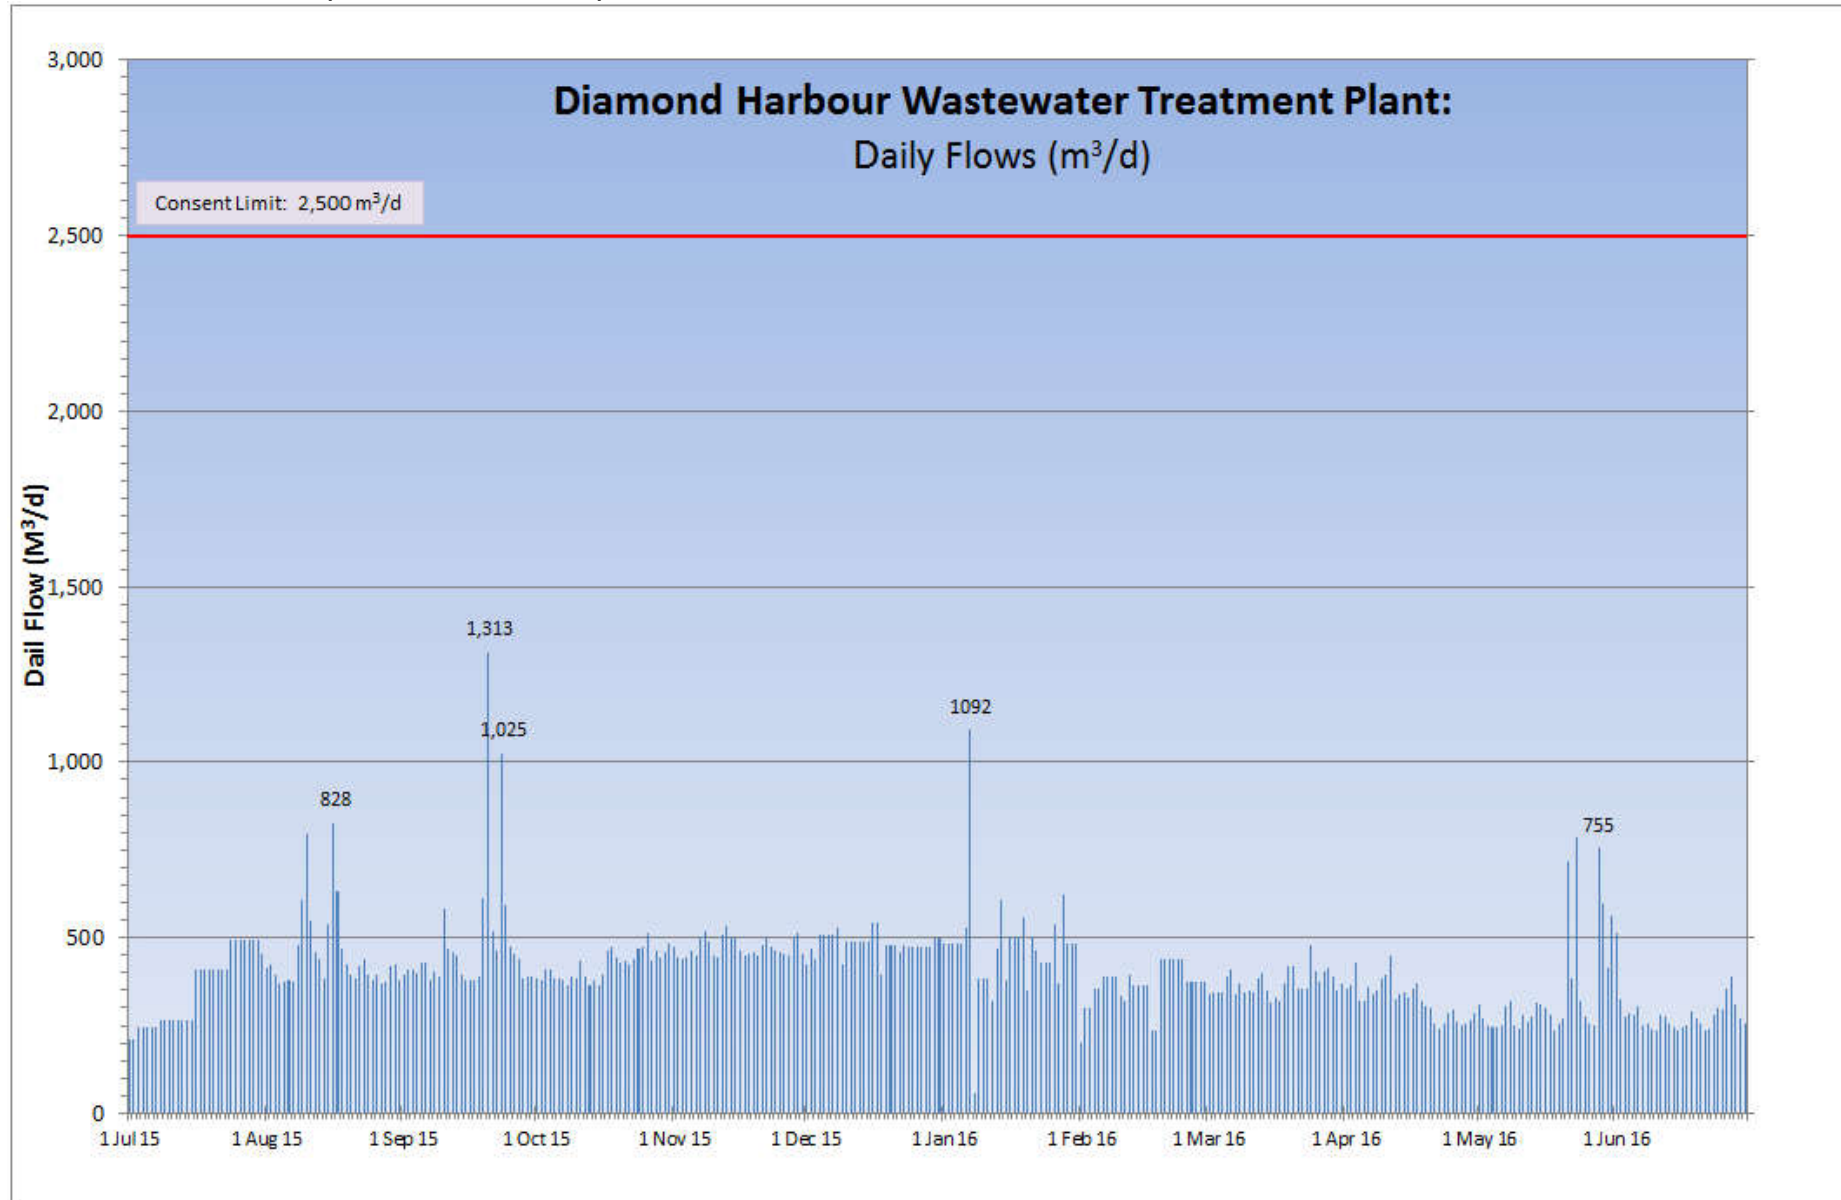 Diamond Harbour Wastewater Treatment Plant:
Daily Flows (m³/d)
Consent Limit: 2,500 m³/d
Dail Flow (M³/d)
3,000
2,500
2,000
1,500
1,000
500
0
828
1,313
1,025
1092
755
1 Jul 15 1 Aug 15 1 Sep 15 1 Oct 15 1 Nov 15 1 Dec 15 1 Jan 16 1 Feb 16 1 Mar 16 1 Apr 16 1 May 16 1 Jun 16